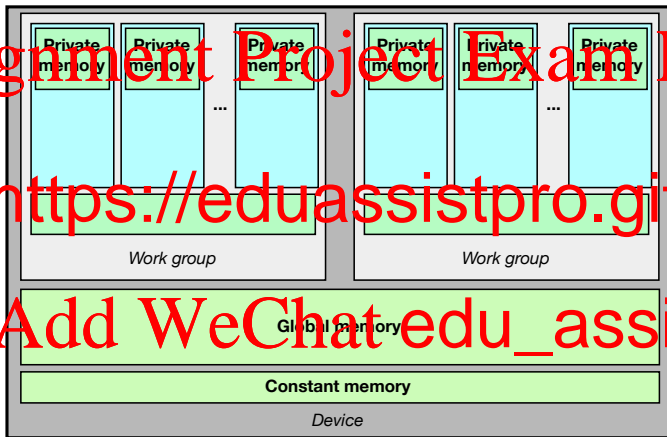 Private memory Private memory Private memory Private memory Private memory Private memory
gnment Project Exam
... ...
https://eduassistpro.gi
Work group Work group
Global memory
Add WeChat edu_assi
Constant memory
Device